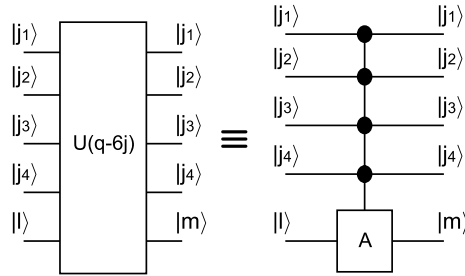 |j1⟩ |j1⟩ |j1⟩ |j1⟩
|j2⟩ |j2⟩ |j2⟩ |j2⟩
|j3⟩ U(q-6j) |j3⟩ ≡ |j3⟩ |j3⟩
|j4⟩ |j4⟩ |j4⟩ |j4⟩
|l⟩ |m⟩ |l⟩ A |m⟩